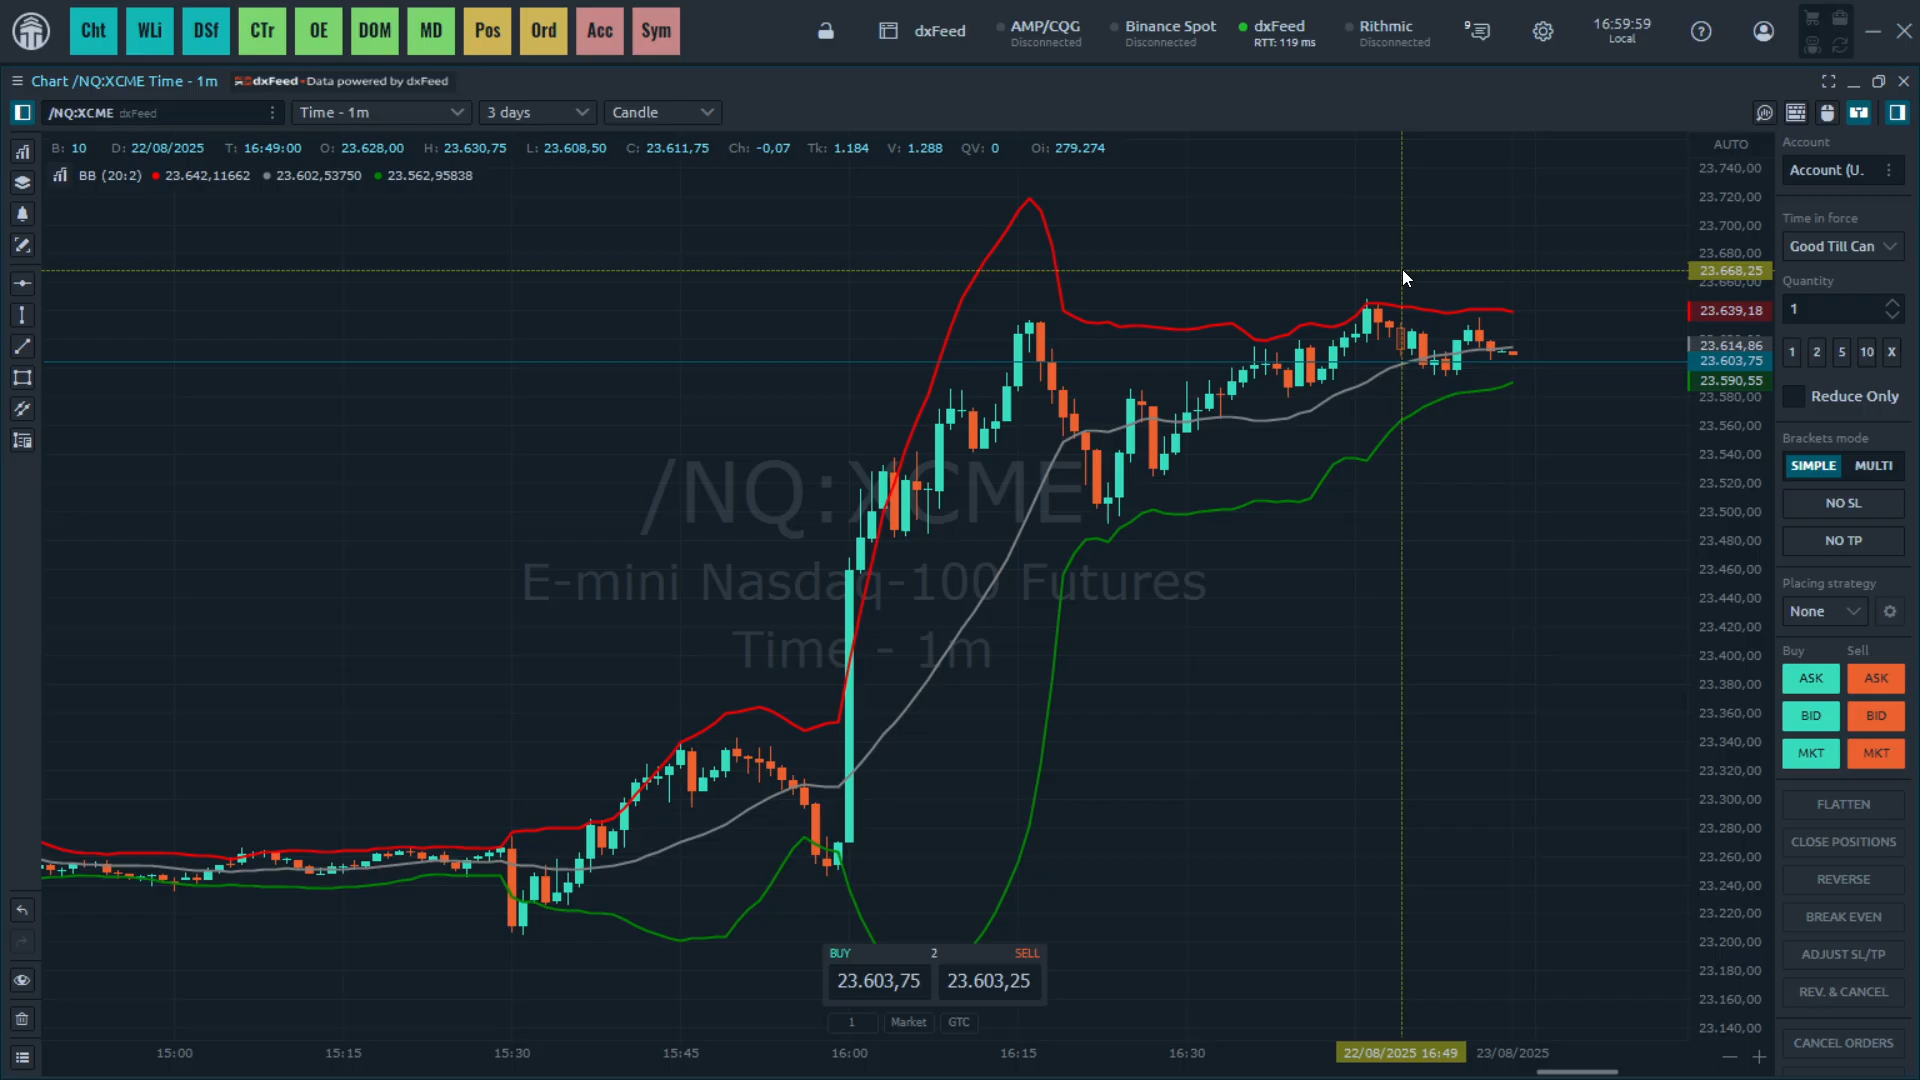 Cht WLi DSf CTr OE DOM MD Pos Ord Acc Sym
dxFeed
AMP/CQG
Disconnected
Binance Spot
Disconnected
dxFeed
RTT: 119 ms
Rithmic
Disconnected
9
16:59:59
Local
Chart /NQ:XCME Time - 1m
dxFeed • Data powered by dxFeed
/NQ:XCME dxFeed
Time - 1m
3 days
Candle
B: 10 D: 22/08/2025 T: 16:49:00 O: 23.628,00 H: 23.630,75 L: 23.608,50 C: 23.611,75 Ch: -0,07 Tk: 1.184 V: 1.288 QV: 0 Oi: 279.274
BB (20:2) 23.642,11662 23.602,53750 23.562,95838
/NQ:XCME
E-mini Nasdaq-100 Futures
Time - 1m
AUTO
23.740,00
23.720,00
23.700,00
23.680,00
23.668,25
23.660,00
23.639,18
23.614,86
23.603,75
23.590,55
23.580,00
23.560,00
23.540,00
23.520,00
23.500,00
23.480,00
23.460,00
23.440,00
23.420,00
23.400,00
23.380,00
23.360,00
23.340,00
23.320,00
23.300,00
23.280,00
23.260,00
23.240,00
23.220,00
23.200,00
23.180,00
23.160,00
23.140,00
BUY 2 SELL
23.603,75 23.603,25
1 Market GTC
15:00 15:15 15:30 15:45 16:00 16:15 16:30 22/08/2025 16:49 23/08/2025
Account
Account (U.
Time in force
Good Till Can
Quantity
1
1 2 5 10 X
Reduce Only
Brackets mode
SIMPLE MULTI
NO SL
NO TP
Placing strategy
None
Buy Sell
ASK ASK
BID BID
MKT MKT
FLATTEN
CLOSE POSITIONS
REVERSE
BREAK EVEN
ADJUST SL/TP
REV. & CANCEL
CANCEL ORDERS